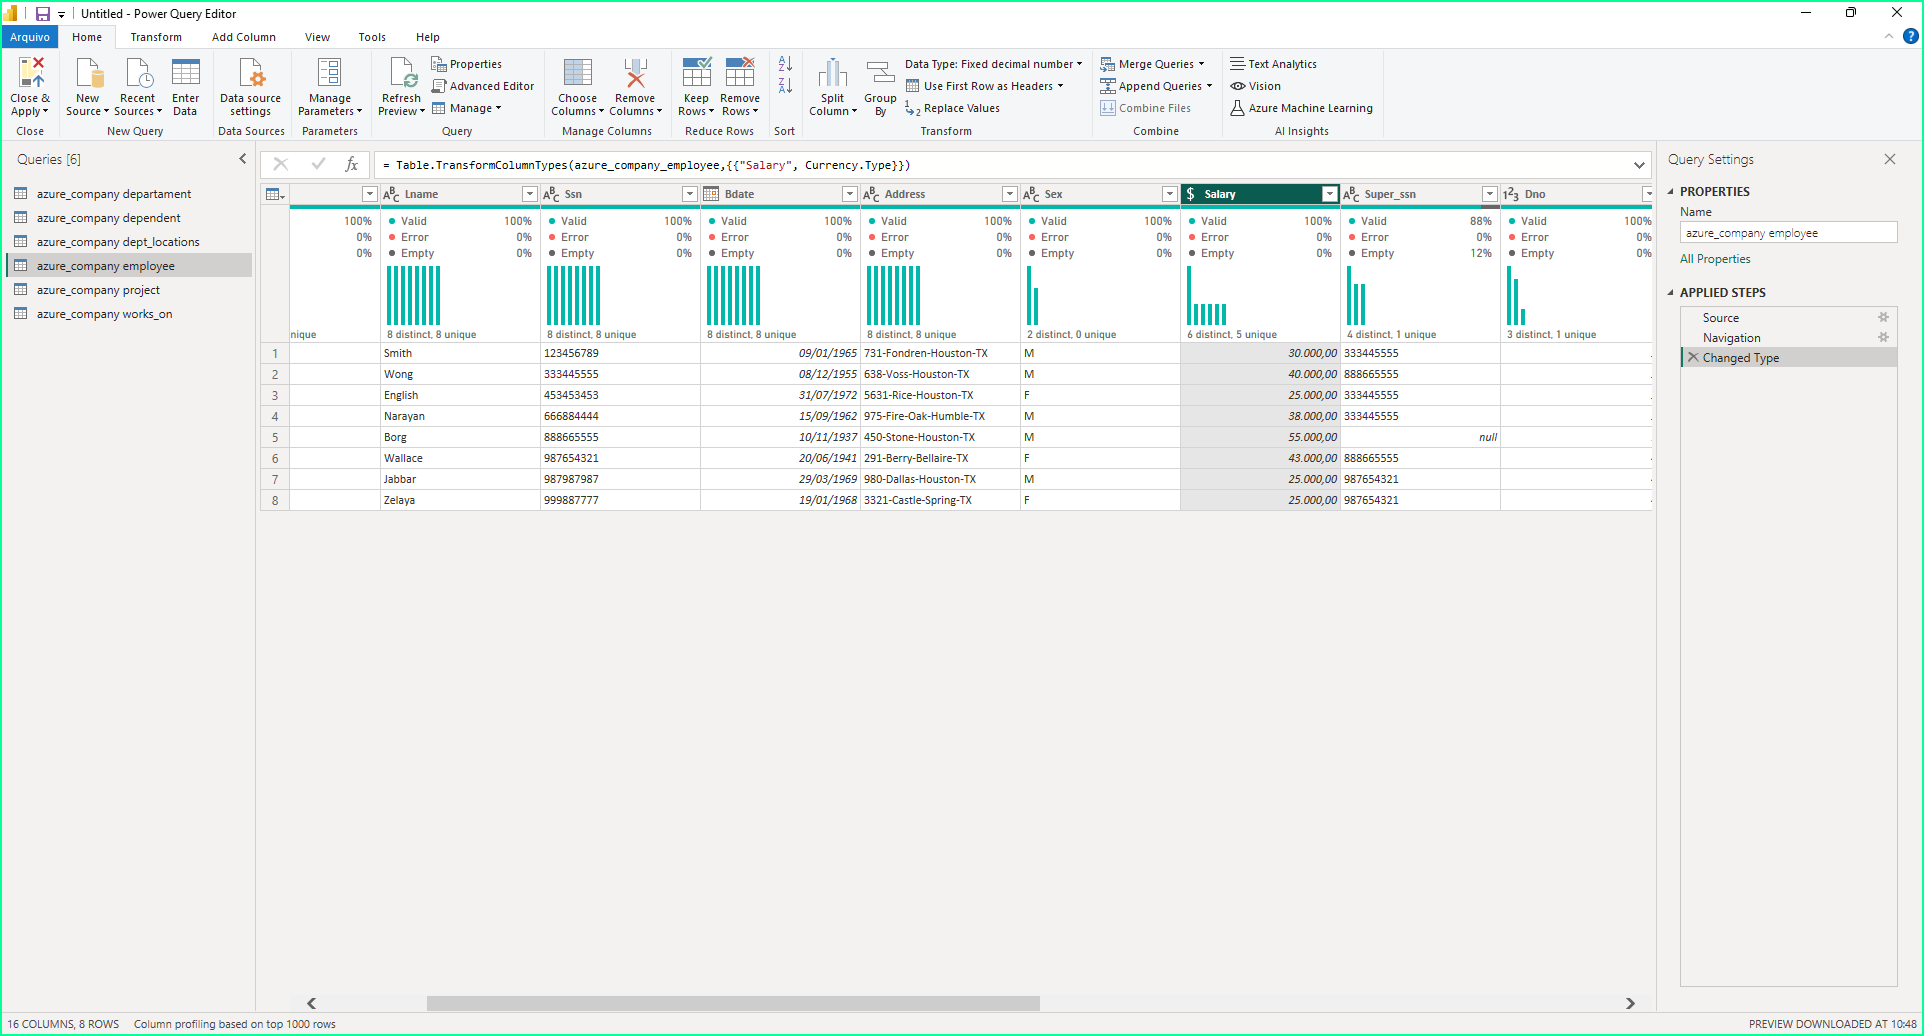 Untitled - Power Query Editor
Arquivo Home Transform Add Column View Tools Help
Close & Apply
Close
New Source
Recent Sources
Enter Data
New Query
Data source settings
Data Sources
Manage Parameters
Parameters
Refresh Preview
Properties
Advanced Editor
Manage
Query
Choose Columns
Remove Columns
Manage Columns
Keep Rows
Remove Rows
Reduce Rows
Sort
Split Column
Group By
Data Type: Fixed decimal number
Use First Row as Headers
Replace Values
Transform
Merge Queries
Append Queries
Combine Files
Combine
Text Analytics
Vision
Azure Machine Learning
AI Insights
Queries [6]
azure_company departament
azure_company dependent
azure_company dept_locations
azure_company employee
azure_company project
azure_company works_on
fx = Table.TransformColumnTypes(azure_company_employee,{{"Salary", Currency.Type}})
ABC Lname ABC Ssn Bdate ABC Address ABC Sex $ Salary ABC Super_ssn 123 Dno
100% Valid 100% Valid 100% Valid 100% Valid 100% Valid 100% Valid 100% Valid 88% Valid 100%
0% Error 0% Error 0% Error 0% Error 0% Error 0% Error 0% Error 0% Error 0%
0% Empty 0% Empty 0% Empty 0% Empty 0% Empty 0% Empty 0% Empty 12% Empty 0%
nique 8 distinct, 8 unique 8 distinct, 8 unique 8 distinct, 8 unique 8 distinct, 8 unique 2 distinct, 0 unique 6 distinct, 5 unique 4 distinct, 1 unique 3 distinct, 1 unique
1 Smith 123456789 09/01/1965 731-Fondren-Houston-TX M 30.000,00 333445555
2 Wong 333445555 08/12/1955 638-Voss-Houston-TX M 40.000,00 888665555
3 English 453453453 31/07/1972 5631-Rice-Houston-TX F 25.000,00 333445555
4 Narayan 666884444 15/09/1962 975-Fire-Oak-Humble-TX M 38.000,00 333445555
5 Borg 888665555 10/11/1937 450-Stone-Houston-TX M 55.000,00 null
6 Wallace 987654321 20/06/1941 291-Berry-Bellaire-TX F 43.000,00 888665555
7 Jabbar 987987987 29/03/1969 980-Dallas-Houston-TX M 25.000,00 987654321
8 Zelaya 999887777 19/01/1968 3321-Castle-Spring-TX F 25.000,00 987654321
Query Settings
PROPERTIES
Name
azure_company employee
All Properties
APPLIED STEPS
Source
Navigation
Changed Type
16 COLUMNS, 8 ROWS Column profiling based on top 1000 rows
PREVIEW DOWNLOADED AT 10:48